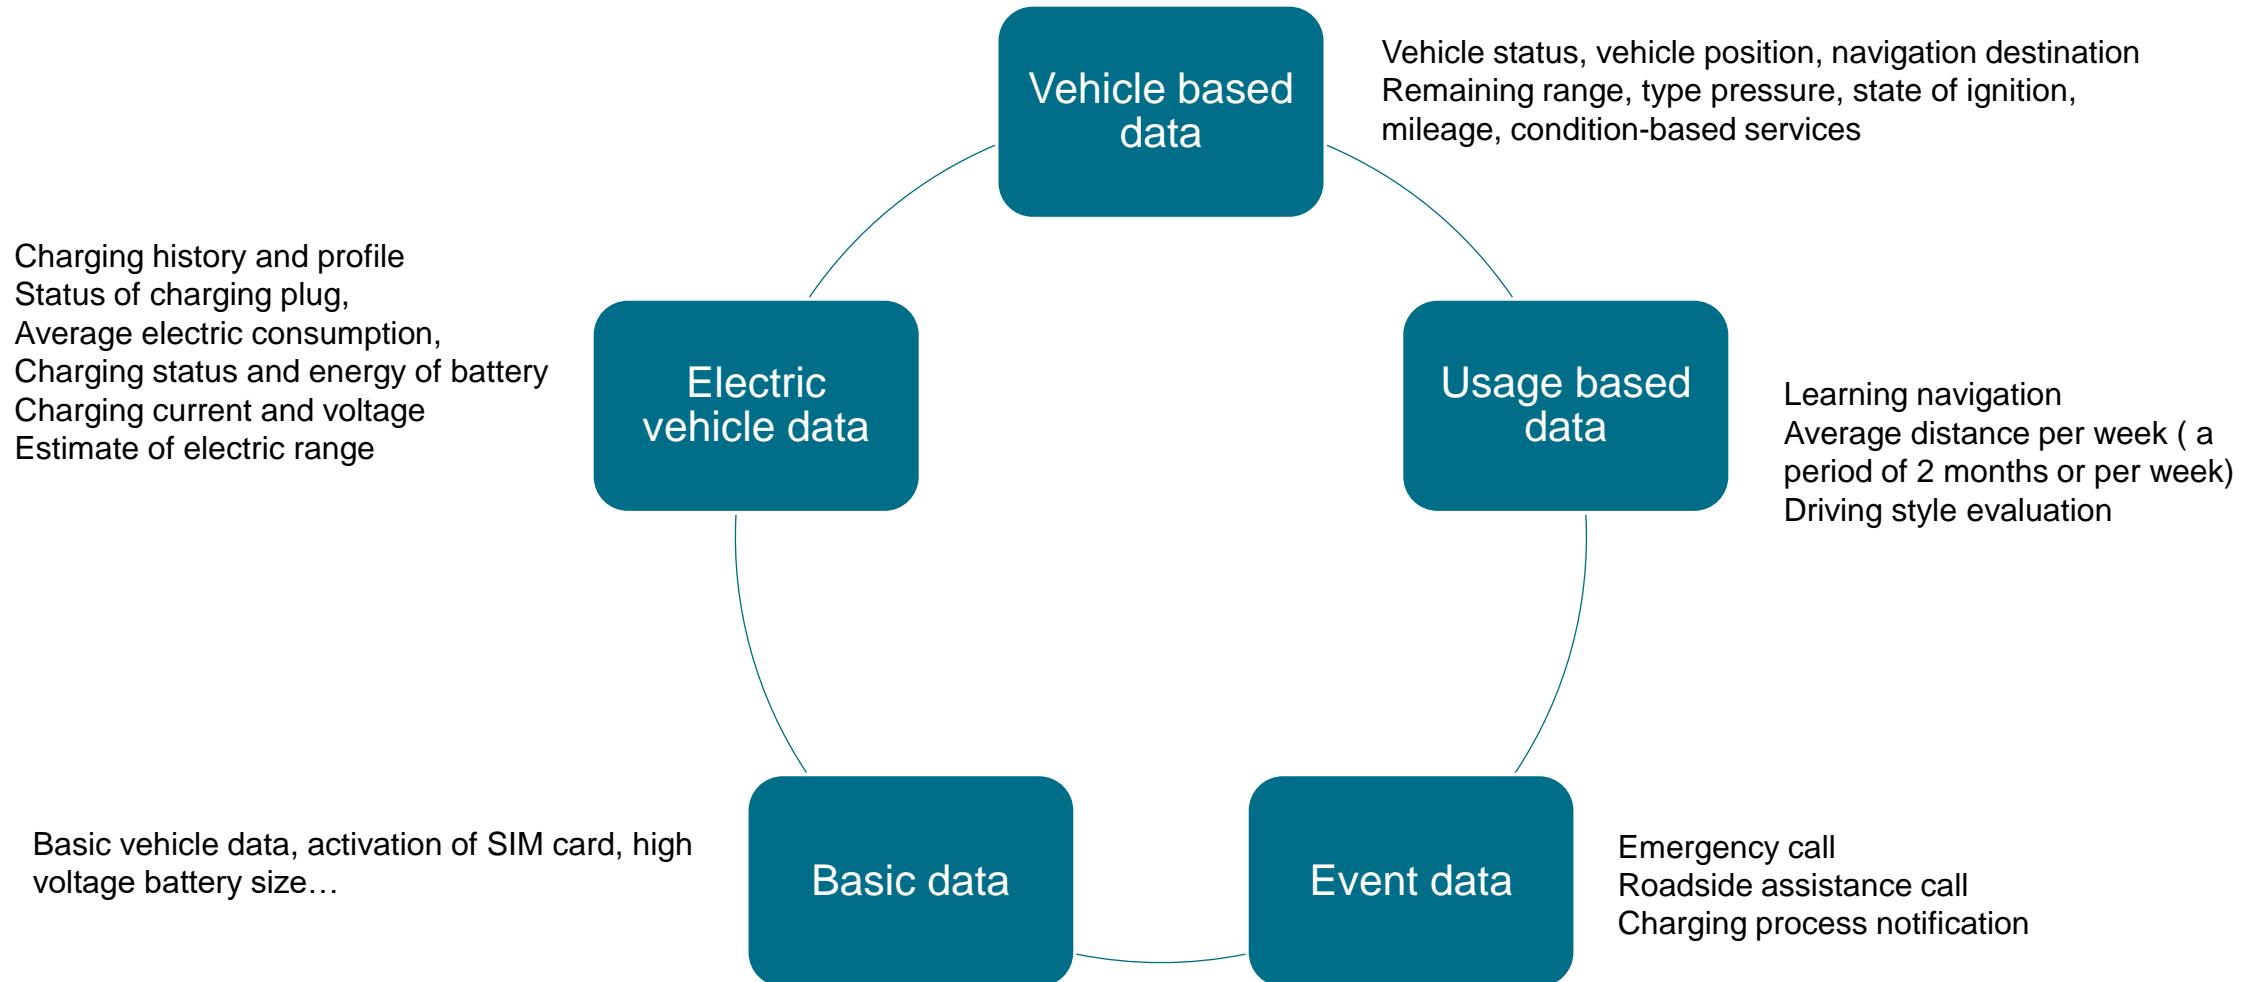 Vehicle based
data
Vehicle status, vehicle position, navigation destination
Remaining range, type pressure, state of ignition,
mileage, condition-based services
Charging history and profile
Status of charging plug,
Average electric consumption,
Charging status and energy of battery
Charging current and voltage
Estimate of electric range
Electric
vehicle data
Usage based
data
Learning navigation
Average distance per week ( a
period of 2 months or per week)
Driving style evaluation
Basic vehicle data, activation of SIM card, high
voltage battery size…
Basic data
Event data
Emergency call
Roadside assistance call
Charging process notification